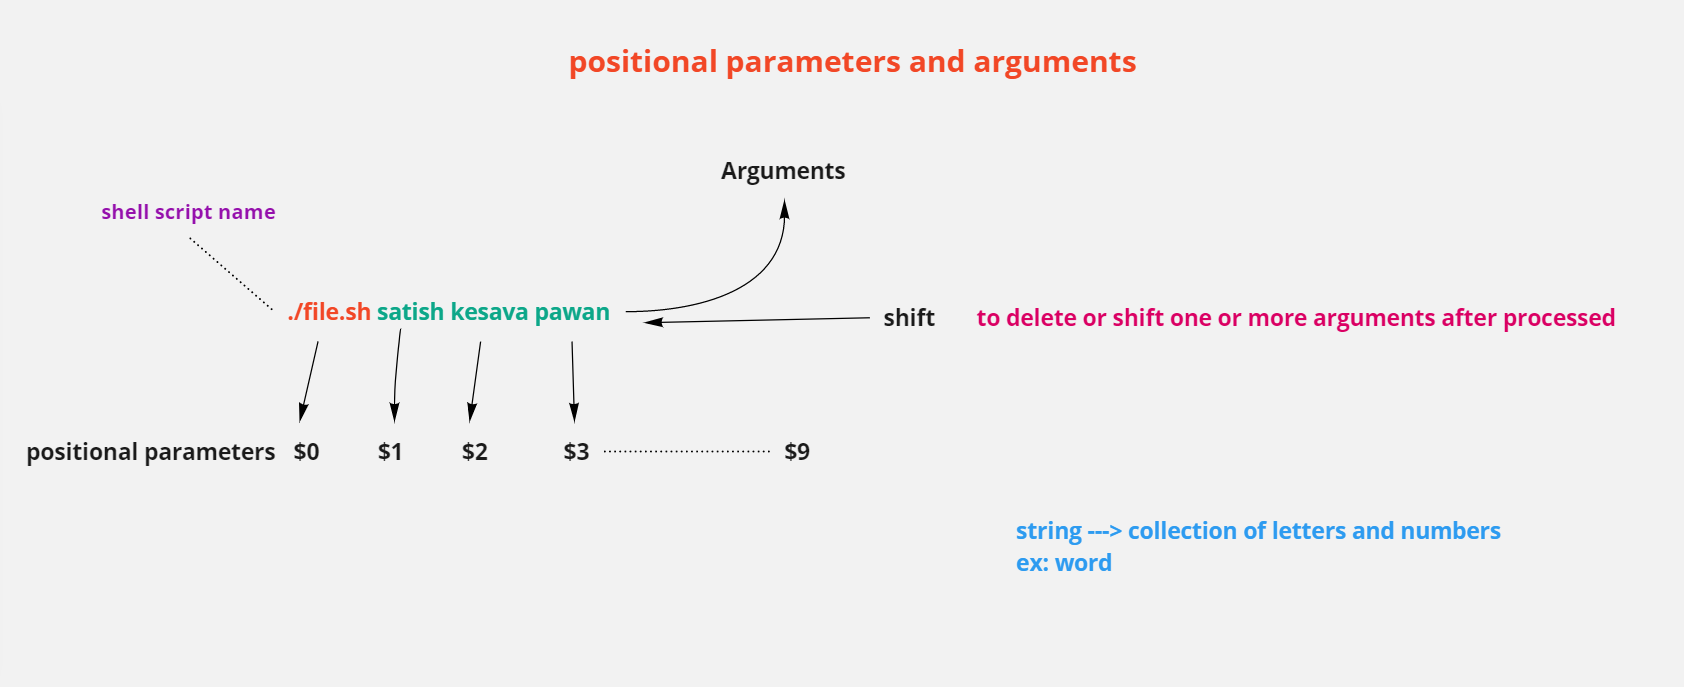 positional parameters and arguments
Arguments
shell script name
./file.sh satish kesava pawan
shift to delete or shift one or more arguments after processed
positional parameters $0 $1 $2 $3 $9
string ---> collection of letters and numbers
ex: word